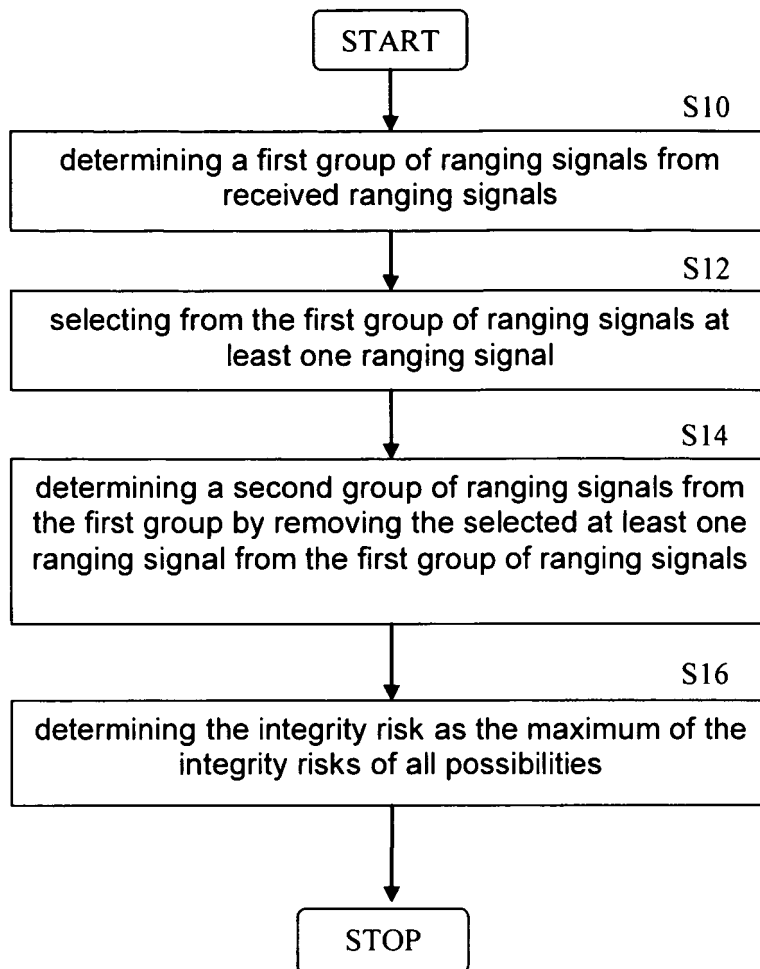 START
S10
determining a first group of ranging signals from
received ranging signals
S12
selecting from the first group of ranging signals at
least one ranging signal
S14
determining a second group of ranging signals from
the first group by removing the selected at least one
ranging signal from the first group of ranging signals
S16
determining the integrity risk as the maximum of the
integrity risks of all possibilities
STOP